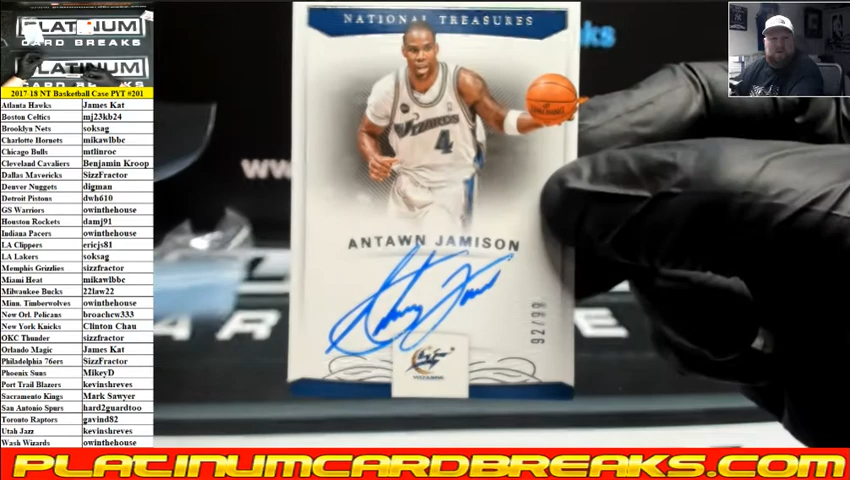 PLATINUM
CARD BREAKS
PLATINUM
CARD BREAKS
2017-18 NT Basketball Case PYT #201
Atlanta Hawks James Kat
Boston Celtics mj23kb24
Brooklyn Nets soksag
Charlotte Hornets mikawlbbc
Chicago Bulls mtlinroc
Cleveland Cavaliers Benjamin Kroop
Dallas Mavericks SizzFractor
Denver Nuggets digman
Detroit Pistons dwh610
GS Warriors owinthehouse
Houston Rockets damj91
Indiana Pacers owinthehouse
LA Clippers ericjs81
LA Lakers soksag
Memphis Grizzlies sizzfractor
Miami Heat mikawlbbc
Milwaukee Bucks 22law22
Minn. Timberwolves owinthehouse
New Orl. Pelicans broachcw333
New York Knicks Clinton Chau
OKC Thunder sizzfractor
Orlando Magic James Kat
Philadelphia 76ers SizzFractor
Phoenix Suns MikeyD
Port Trail Blazers kevinshreves
Sacramento Kings Mark Sawyer
San Antonio Spurs hard2guardtoo
Toronto Raptors gavind82
Utah Jazz kevinshreves
Wash Wizards owinthehouse
NATIONAL TREASURES
WIZARDS
4
SPALDING
ANTAWN JAMISON
92/99
WIZARDS
ww
ks
AR
E
PLATINUMCARDBREAKS.COM